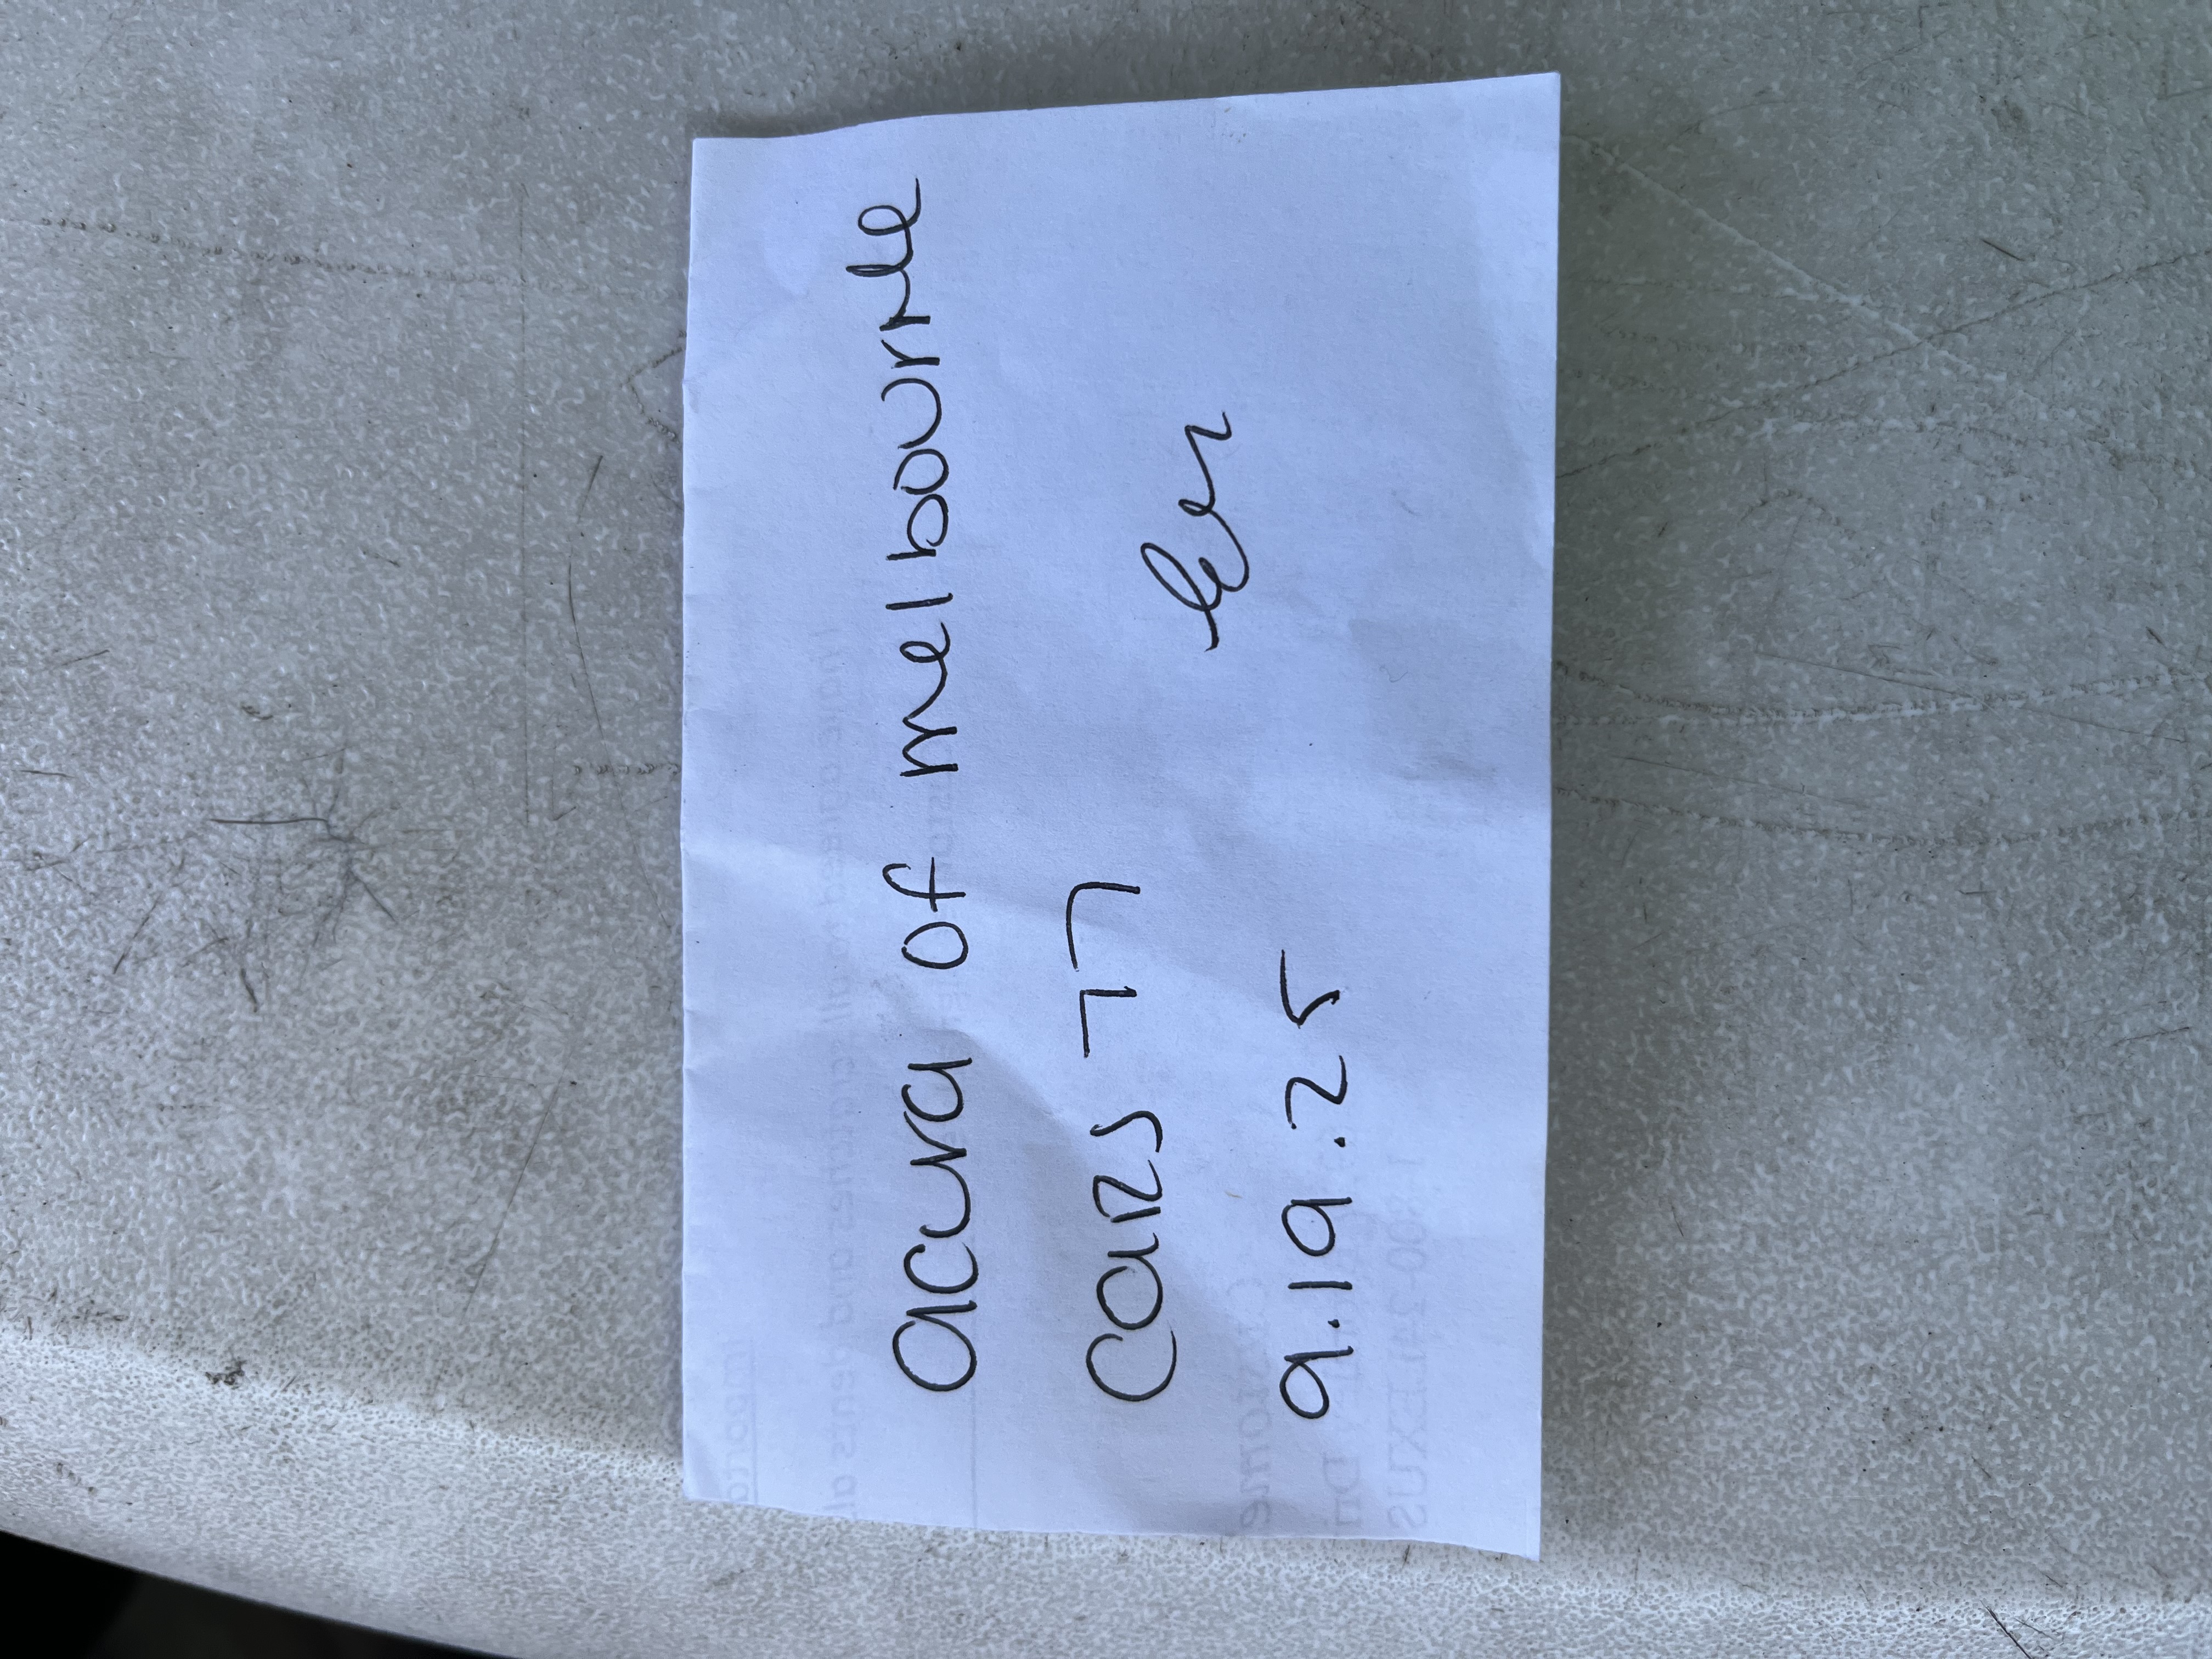 acura of melbourne
Cars 77
9.19.25